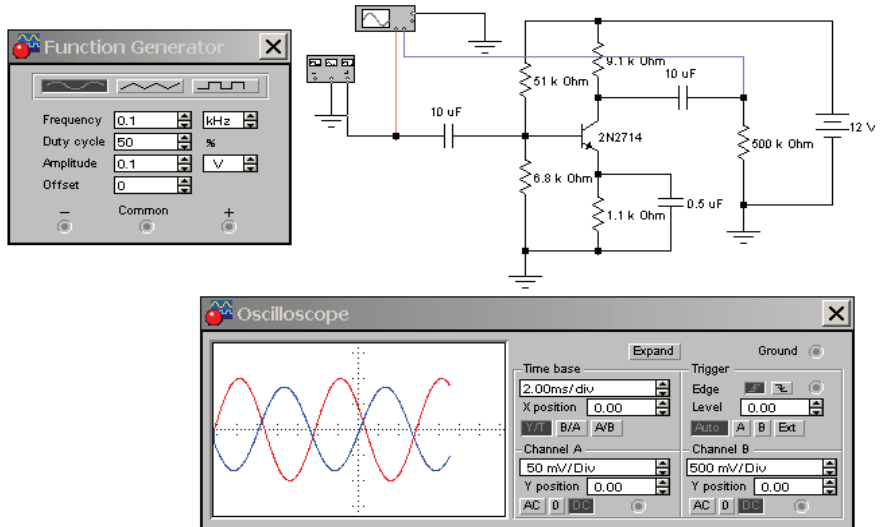 Function Generator
Frequency 0.1 kHz
Duty cycle 50 %
Amplitude 0.1 V
Offset 0
− Common +
9.1 k Ohm
51 k Ohm
10 uF
10 uF
2N2714
12 V
500 k Ohm
6.8 k Ohm
0.5 uF
1.1 k Ohm
Oscilloscope
Expand Ground
Time base
2.00ms/div
X position 0.00
Y/T B/A A/B
Trigger
Edge
Level 0.00
Auto A B Ext
Channel A
50 mV/Div
Y position 0.00
AC 0 DC
Channel B
500 mV/Div
Y position 0.00
AC 0 DC